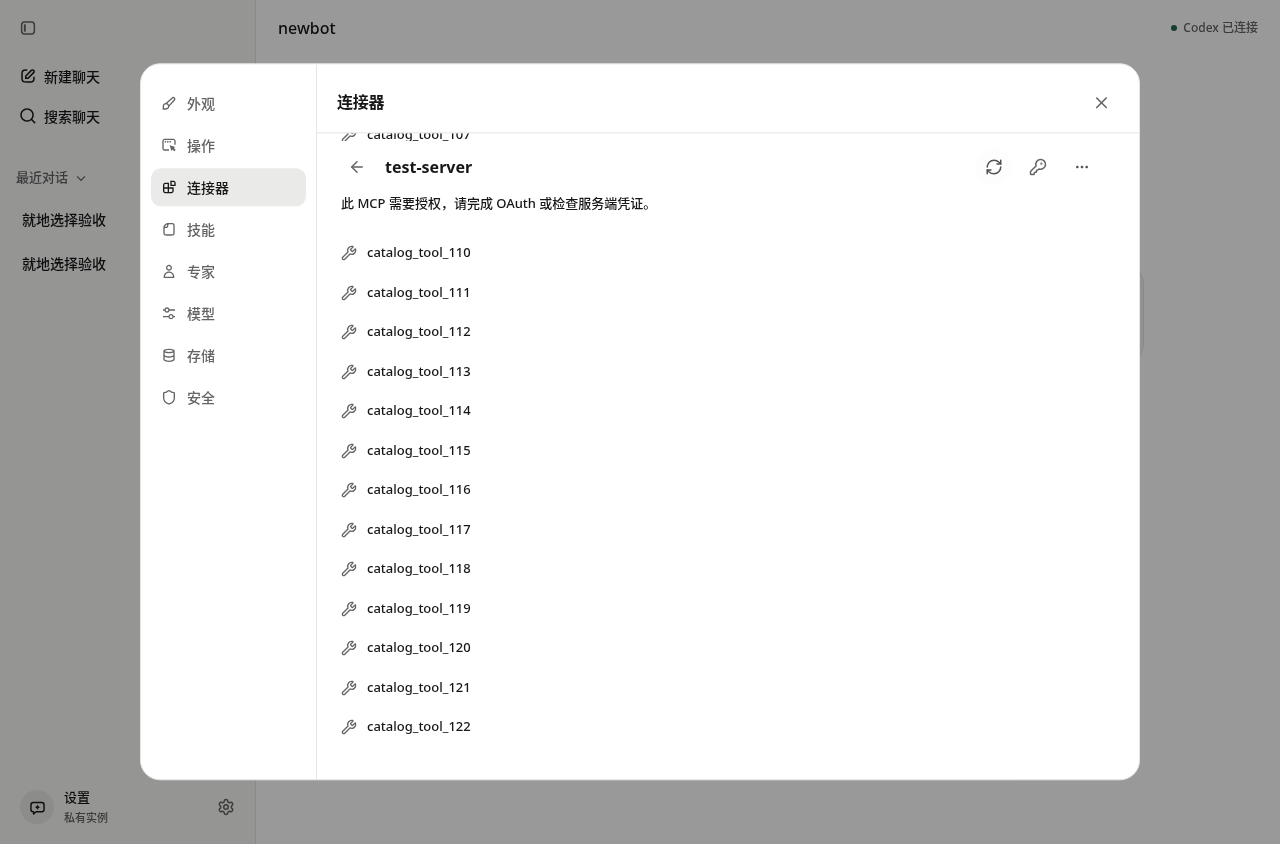 newbot
Codex 已连接
新建聊天
搜索聊天
最近对话
就地选择验收
就地选择验收
设置
私有实例
外观
操作
连接器
技能
专家
模型
存储
安全
连接器
catalog_tool_107
test-server
此 MCP 需要授权，请完成 OAuth 或检查服务端凭证。
catalog_tool_110
catalog_tool_111
catalog_tool_112
catalog_tool_113
catalog_tool_114
catalog_tool_115
catalog_tool_116
catalog_tool_117
catalog_tool_118
catalog_tool_119
catalog_tool_120
catalog_tool_121
catalog_tool_122